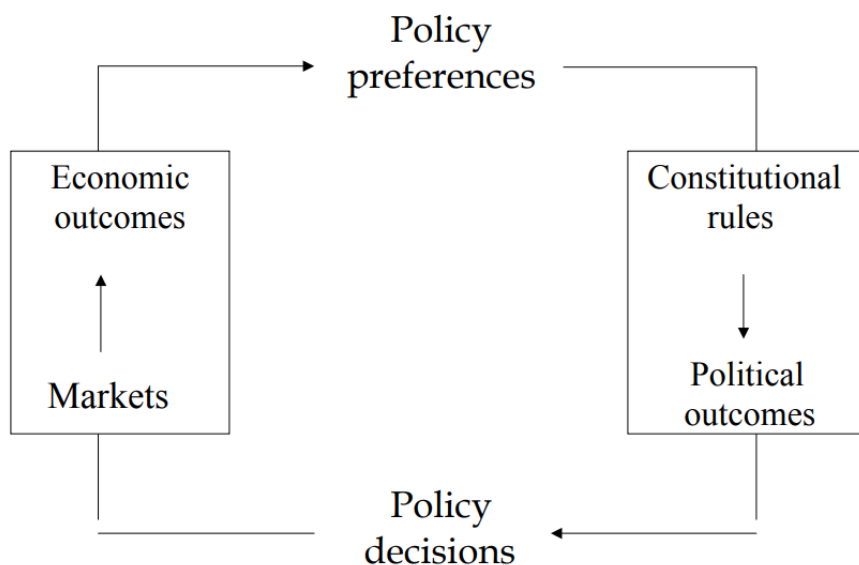 Policy
preferences
Economic
outcomes
Markets
Constitutional
rules
Political
outcomes
Policy
decisions